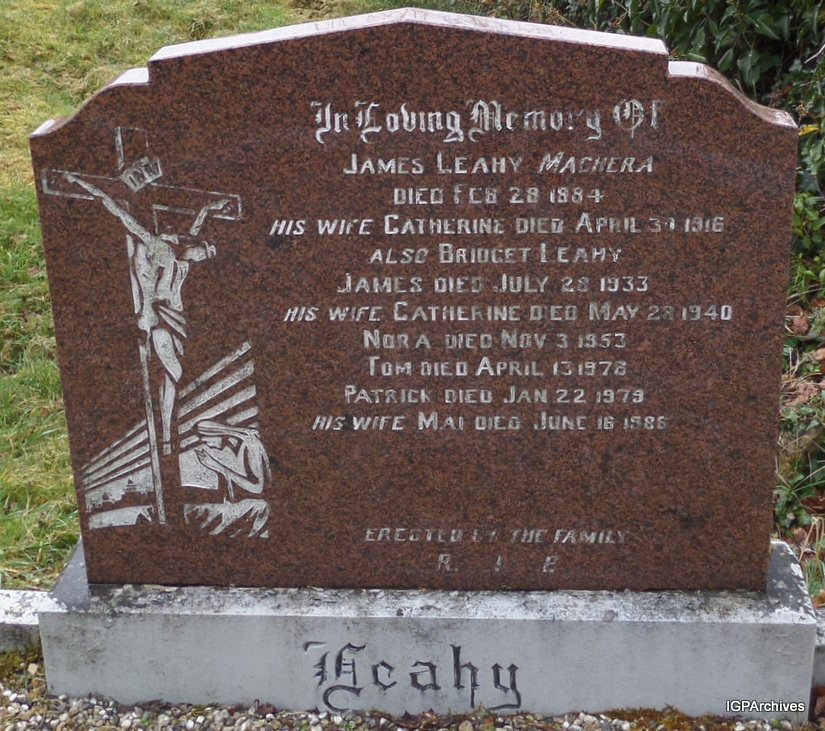 In Loving Memory Of
JAMES LEAHY MAGHERA
DIED FEB 28 1884
HIS WIFE CATHERINE DIED APRIL 1916
ALSO BRIDGET LEAHY
JAMES DIED JULY 28 1933
HIS WIFE CATHERINE DIED MAY 28 1940
NORA DIED NOV 3 1953
TOM DIED APRIL 13 1978
PATRICK DIED JAN 22 1979
HIS WIFE MAI DIED JUNE 16 1986
ERECTED BY THE FAMILY
R. I. P.
Leahy
IGPArchives